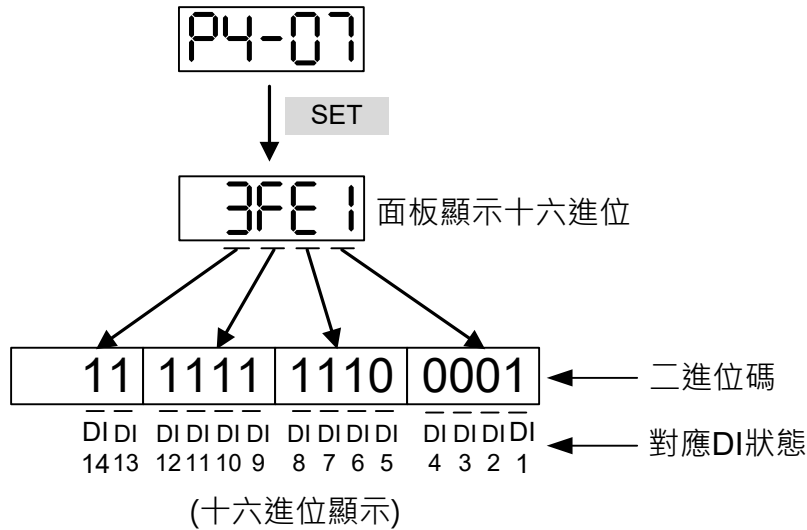 P4-07
SET
3FE1 面板顯示十六進位
11 1111 1110 0001 二進位碼
DI DI DI DI DI DI DI DI DI DI DI DI DI DI 對應DI狀態
14 13 12 11 10 9 8 7 6 5 4 3 2 1
(十六進位顯示)